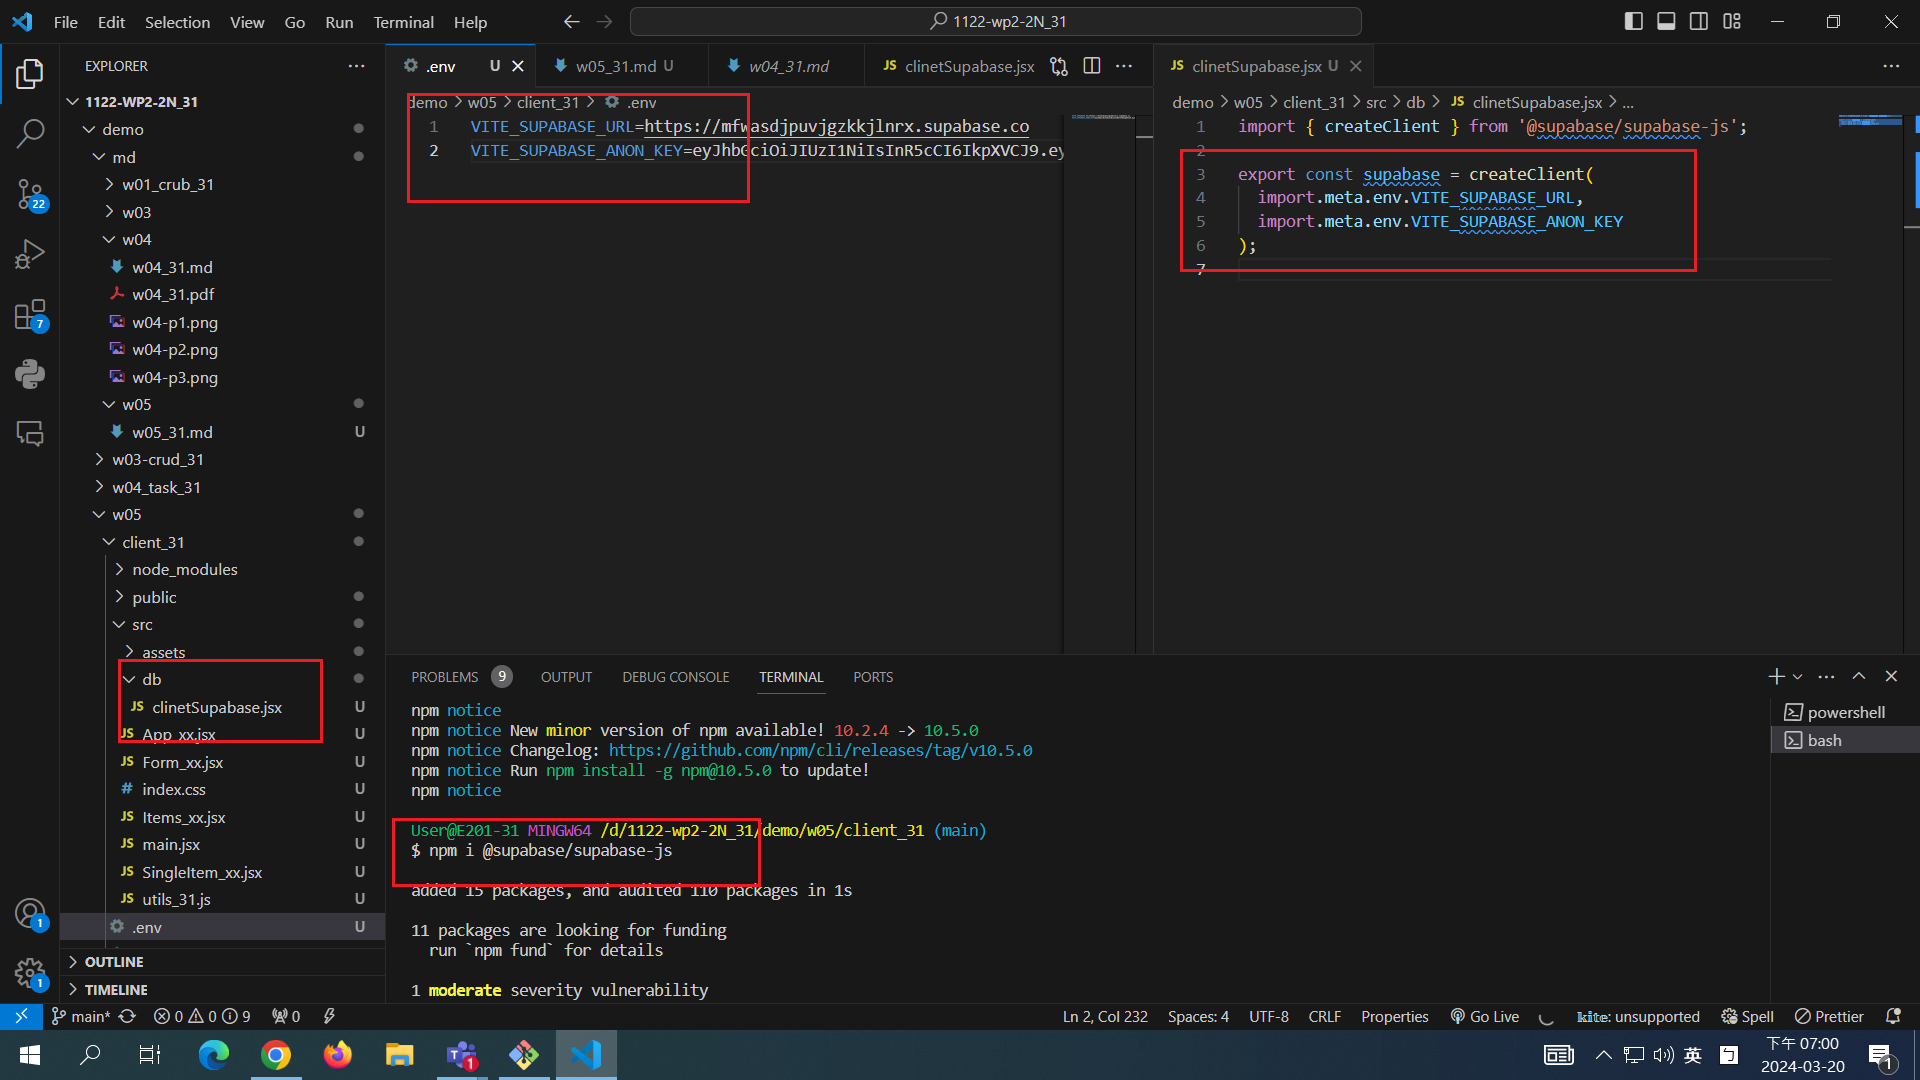 File Edit Selection View Go Run Terminal Help
1122-wp2-2N_31
EXPLORER
1122-WP2-2N_31
demo
md
w01_crub_31
w03
w04
w04_31.md
w04_31.pdf
w04-p1.png
w04-p2.png
w04-p3.png
w05
w05_31.md U
w03-crud_31
w04_task_31
w05
client_31
node_modules
public
src
assets
db
JS clinetSupabase.jsx U
JS App_xx.jsx U
JS Form_xx.jsx U
# index.css U
JS Items_xx.jsx U
JS main.jsx U
JS SingleItem_xx.jsx U
JS utils_31.js U
.env U
OUTLINE
TIMELINE
22
7
1
1
.env U
w05_31.md U
w04_31.md
JS clinetSupabase.jsx
demo > w05 > client_31 > .env
1 VITE_SUPABASE_URL=https://mfwasdjpuvjgzkkjlnrx.supabase.co
2 VITE_SUPABASE_ANON_KEY=eyJhbGciOiJIUzI1NiIsInR5cCI6IkpXVCJ9.ey
JS clinetSupabase.jsx U
demo > w05 > client_31 > src > db > JS clinetSupabase.jsx > ...
1 import { createClient } from '@supabase/supabase-js';
2
3 export const supabase = createClient(
4 import.meta.env.VITE_SUPABASE_URL,
5 import.meta.env.VITE_SUPABASE_ANON_KEY
6 );
7
PROBLEMS 9 OUTPUT DEBUG CONSOLE TERMINAL PORTS
npm notice
npm notice New minor version of npm available! 10.2.4 -> 10.5.0
npm notice Changelog: https://github.com/npm/cli/releases/tag/v10.5.0
npm notice Run npm install -g npm@10.5.0 to update!
npm notice
User@E201-31 MINGW64 /d/1122-wp2-2N_31/demo/w05/client_31 (main)
$ npm i @supabase/supabase-js
added 15 packages, and audited 110 packages in 1s
11 packages are looking for funding
run `npm fund` for details
1 moderate severity vulnerability
powershell
bash
main* 0 0 9 0
Ln 2, Col 232 Spaces: 4 UTF-8 CRLF Properties Go Live kite: unsupported Spell Prettier
1
英
下午 07:00
2024-03-20
1